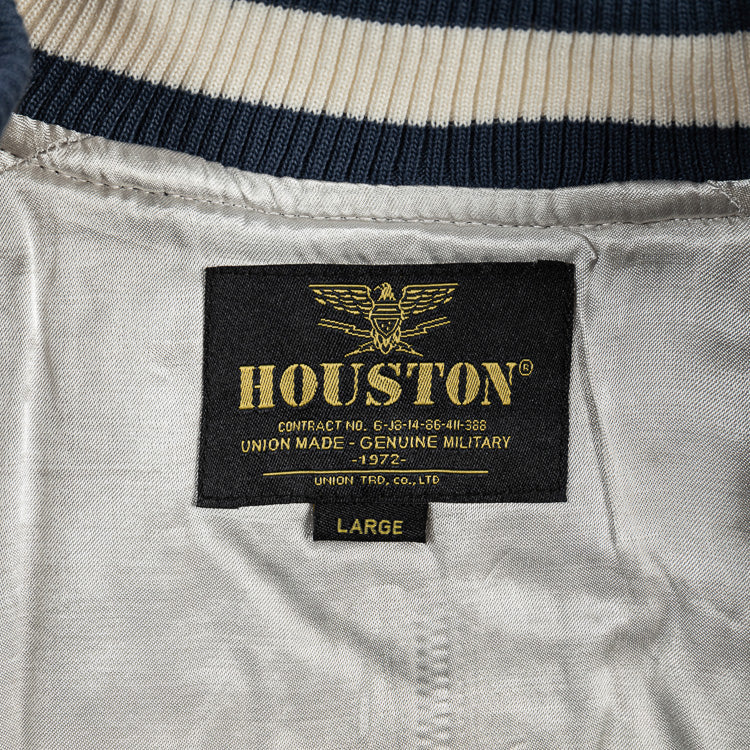 HOUSTON®
CONTRACT NO. 6-J8-14-86-411-388
UNION MADE - GENUINE MILITARY
-1972-
UNION TRD, co., LTD
LARGE